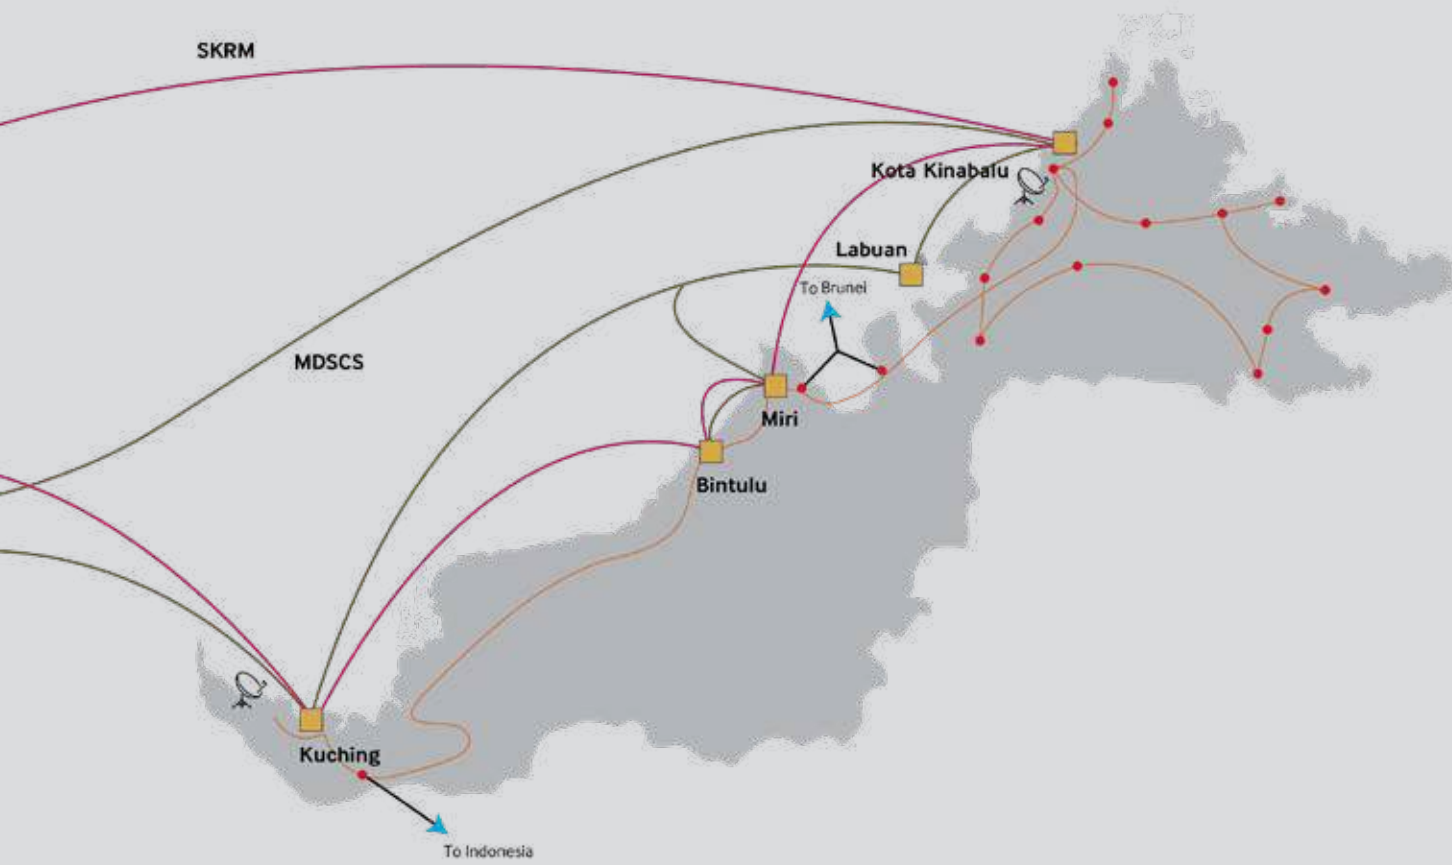 SKRM
Kota Kinabalu
Labuan
To Brunei
MDSCS
Miri
Bintulu
Kuching
To Indonesia